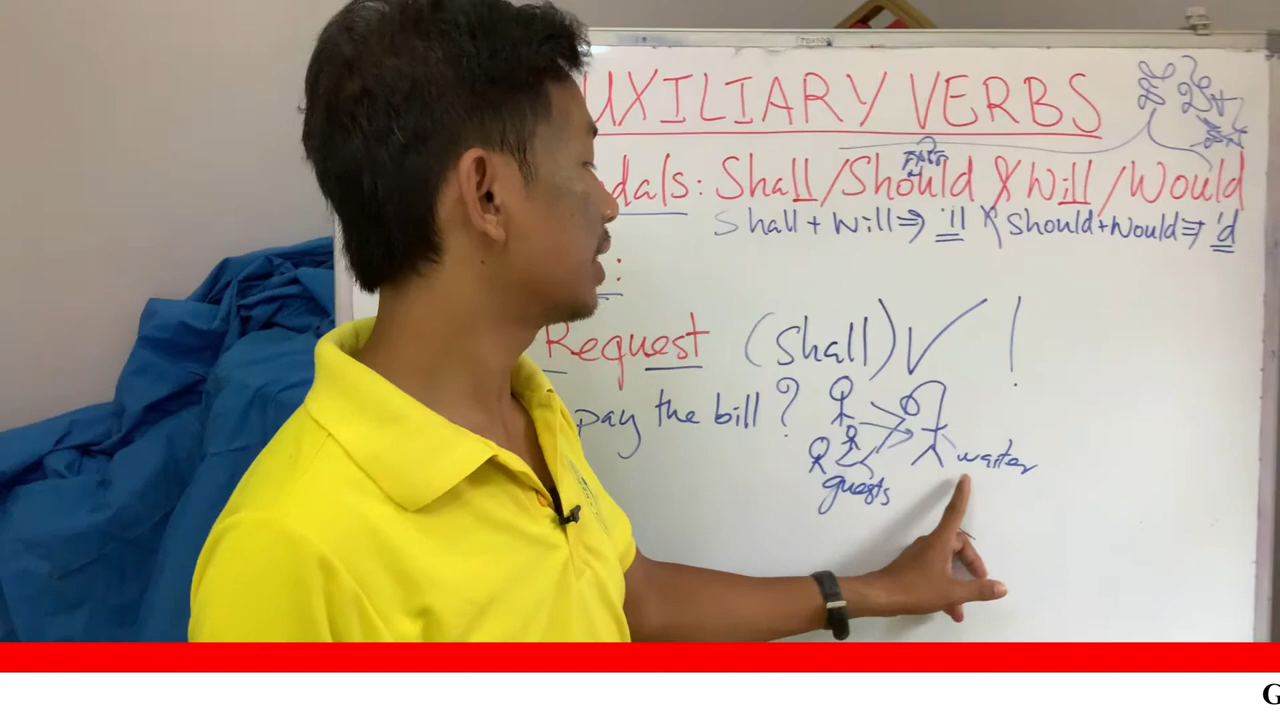 UXILIARY VERBS
dals: Shall/Should & Will/Would
Shall + Will ⇒ 'll & Should+Would ⇒ 'd
:
Request (Shall) ✓ !
pay the bill ?
waiter
guests
G